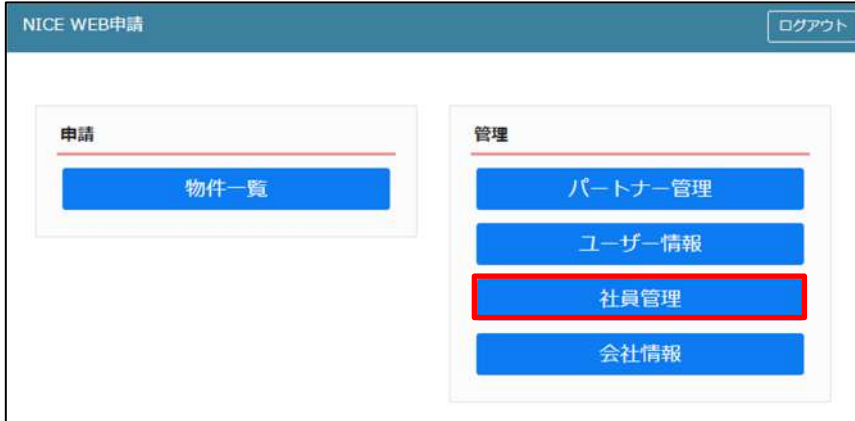 NICE WEB申請
ログアウト
申請
物件一覧
管理
パートナー管理
ユーザー情報
社員管理
会社情報